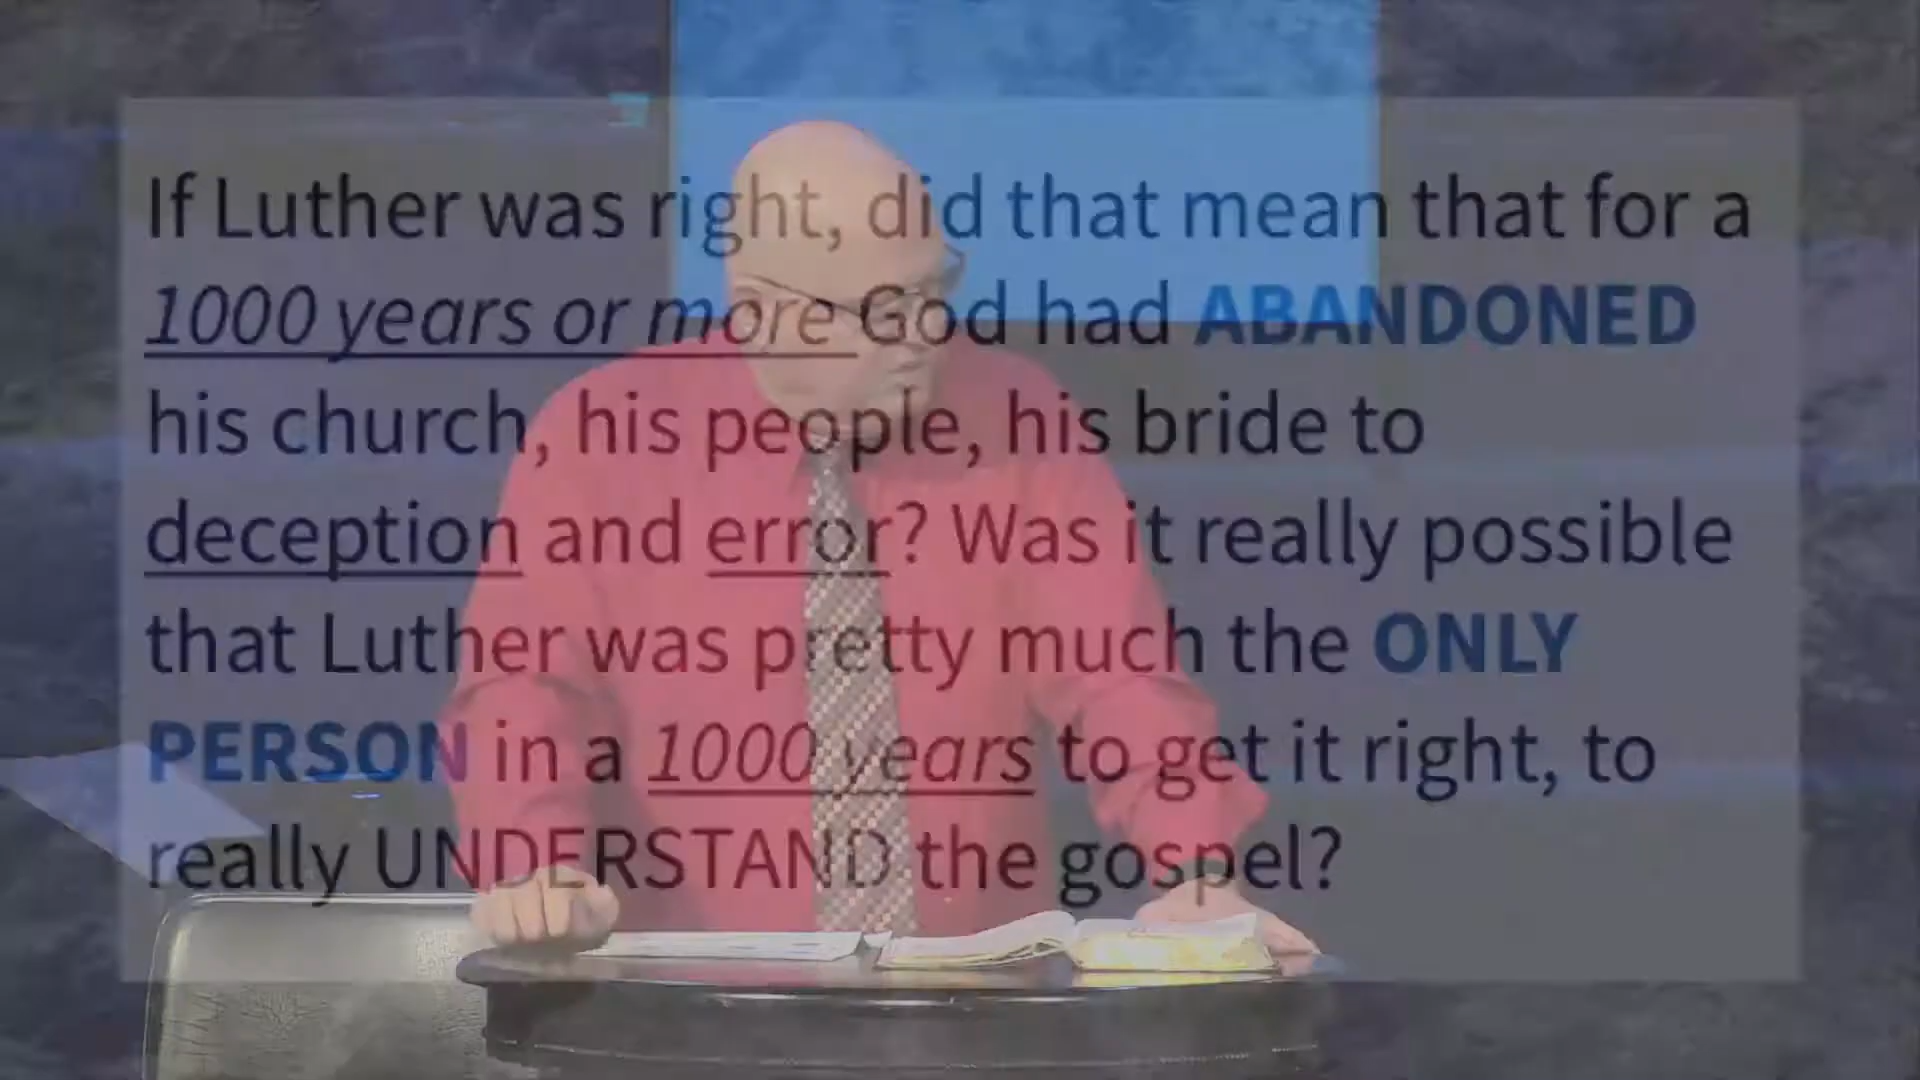 If Luther was right, did that mean that for a
1000 years or more God had ABANDONED
his church, his people, his bride to
deception and error? Was it really possible
that Luther was pretty much the ONLY
PERSON in a 1000 years to get it right, to
really UNDERSTAND the gospel?